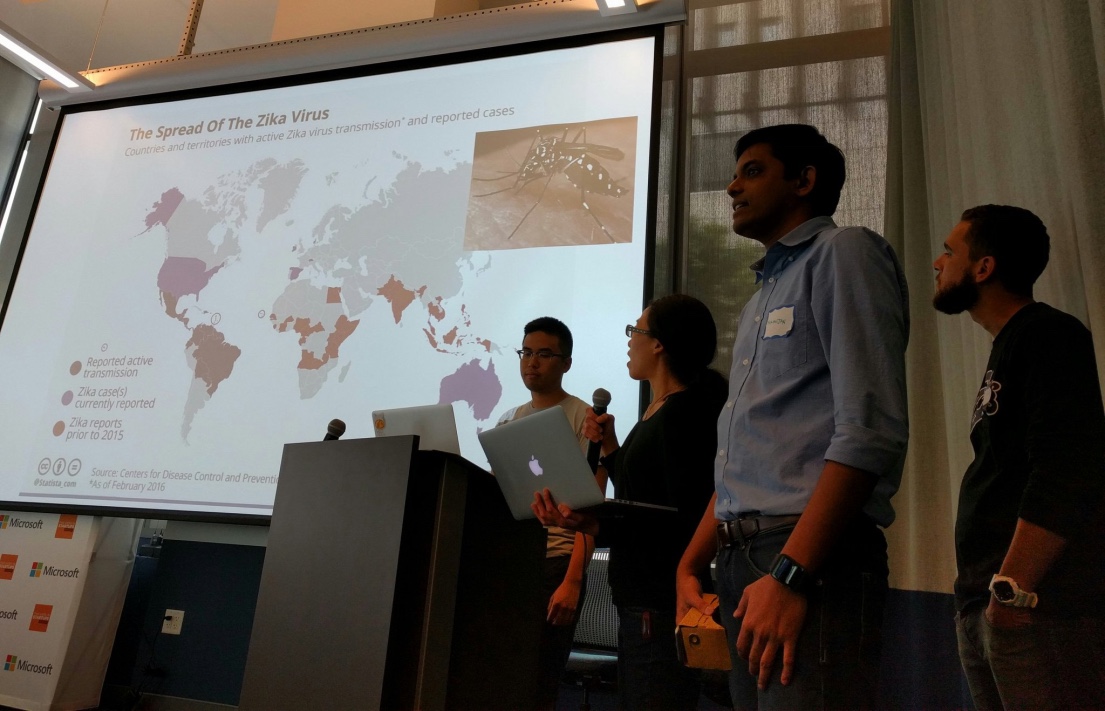 The Spread Of The Zika Virus
Countries and territories with active Zika virus transmission* and reported cases
Reported active
transmission
Zika case(s)
currently reported
Zika reports
prior to 2015
@Statista_com
Source: Centers for Disease Control and Preventi
*As of February 2016
Microsoft
Microsoft
osoft
Microsoft